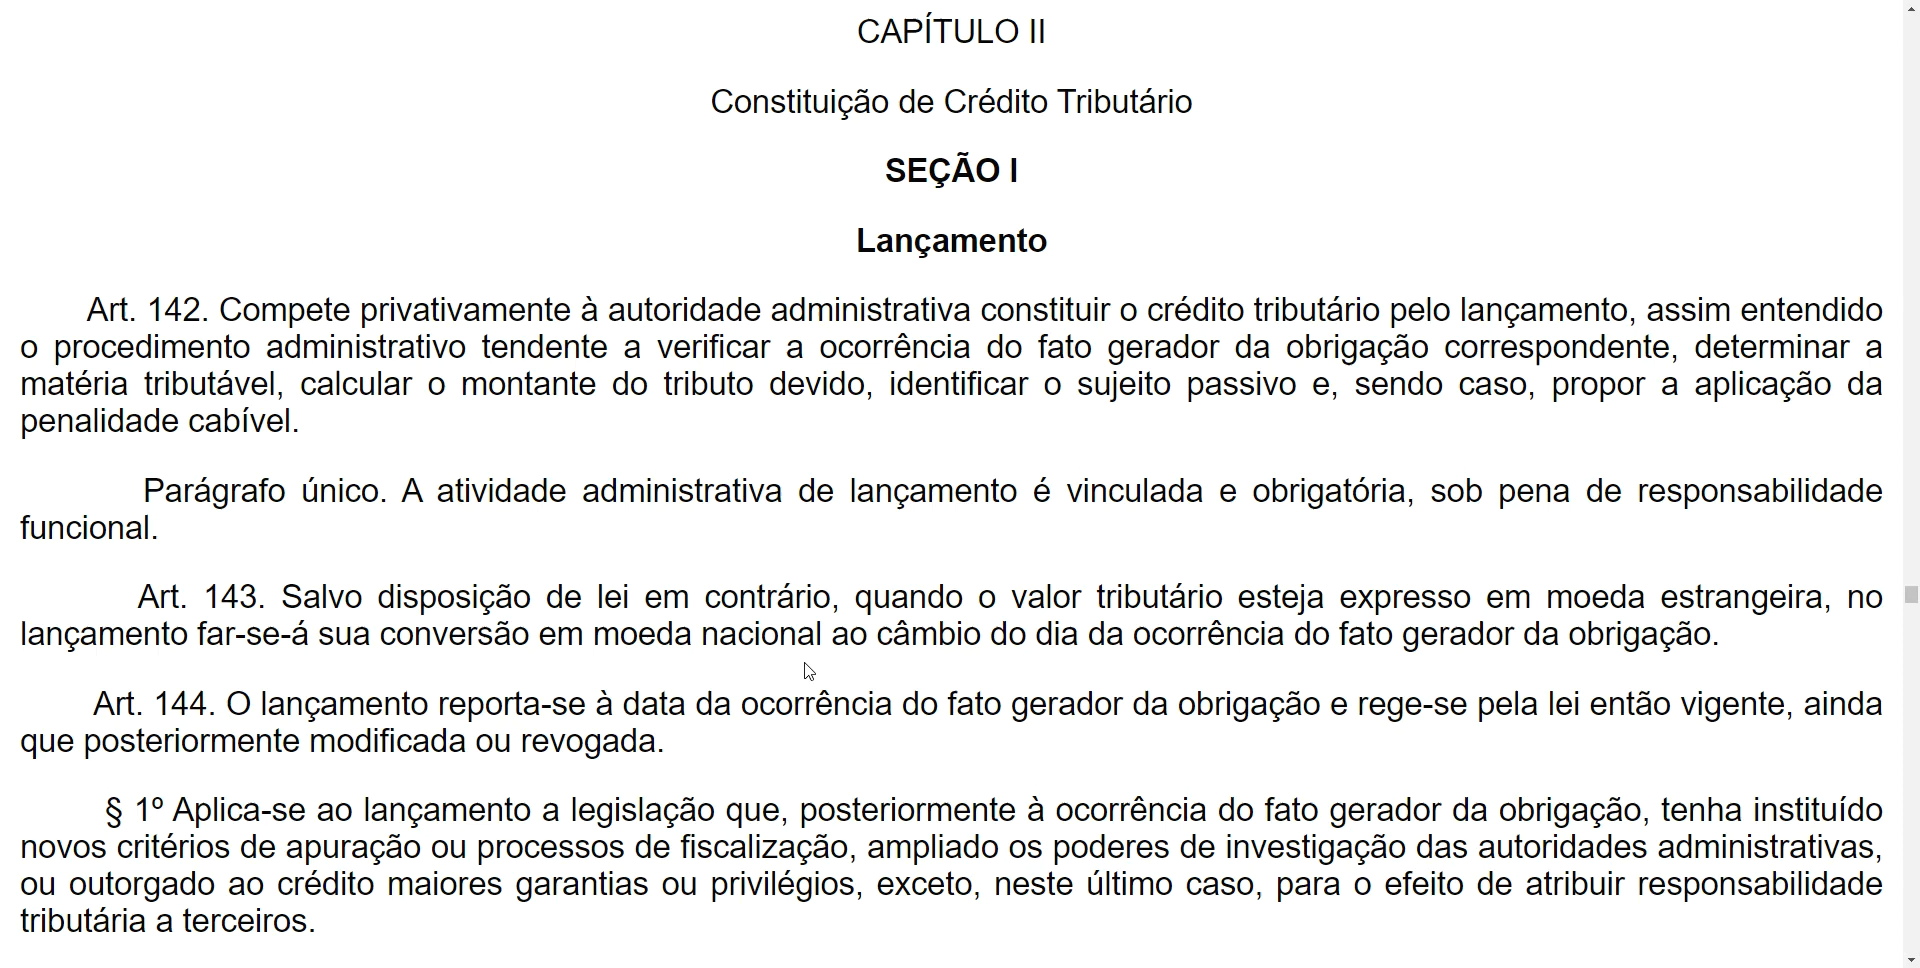 CAPÍTULO II
Constituição de Crédito Tributário
SEÇÃO I
Lançamento
Art. 142. Compete privativamente à autoridade administrativa constituir o crédito tributário pelo lançamento, assim entendido
o procedimento administrativo tendente a verificar a ocorrência do fato gerador da obrigação correspondente, determinar a
matéria tributável, calcular o montante do tributo devido, identificar o sujeito passivo e, sendo caso, propor a aplicação da
penalidade cabível.
Parágrafo único. A atividade administrativa de lançamento é vinculada e obrigatória, sob pena de responsabilidade
funcional.
Art. 143. Salvo disposição de lei em contrário, quando o valor tributário esteja expresso em moeda estrangeira, no
lançamento far-se-á sua conversão em moeda nacional ao câmbio do dia da ocorrência do fato gerador da obrigação.
Art. 144. O lançamento reporta-se à data da ocorrência do fato gerador da obrigação e rege-se pela lei então vigente, ainda
que posteriormente modificada ou revogada.
§ 1º Aplica-se ao lançamento a legislação que, posteriormente à ocorrência do fato gerador da obrigação, tenha instituído
novos critérios de apuração ou processos de fiscalização, ampliado os poderes de investigação das autoridades administrativas,
ou outorgado ao crédito maiores garantias ou privilégios, exceto, neste último caso, para o efeito de atribuir responsabilidade
tributária a terceiros.